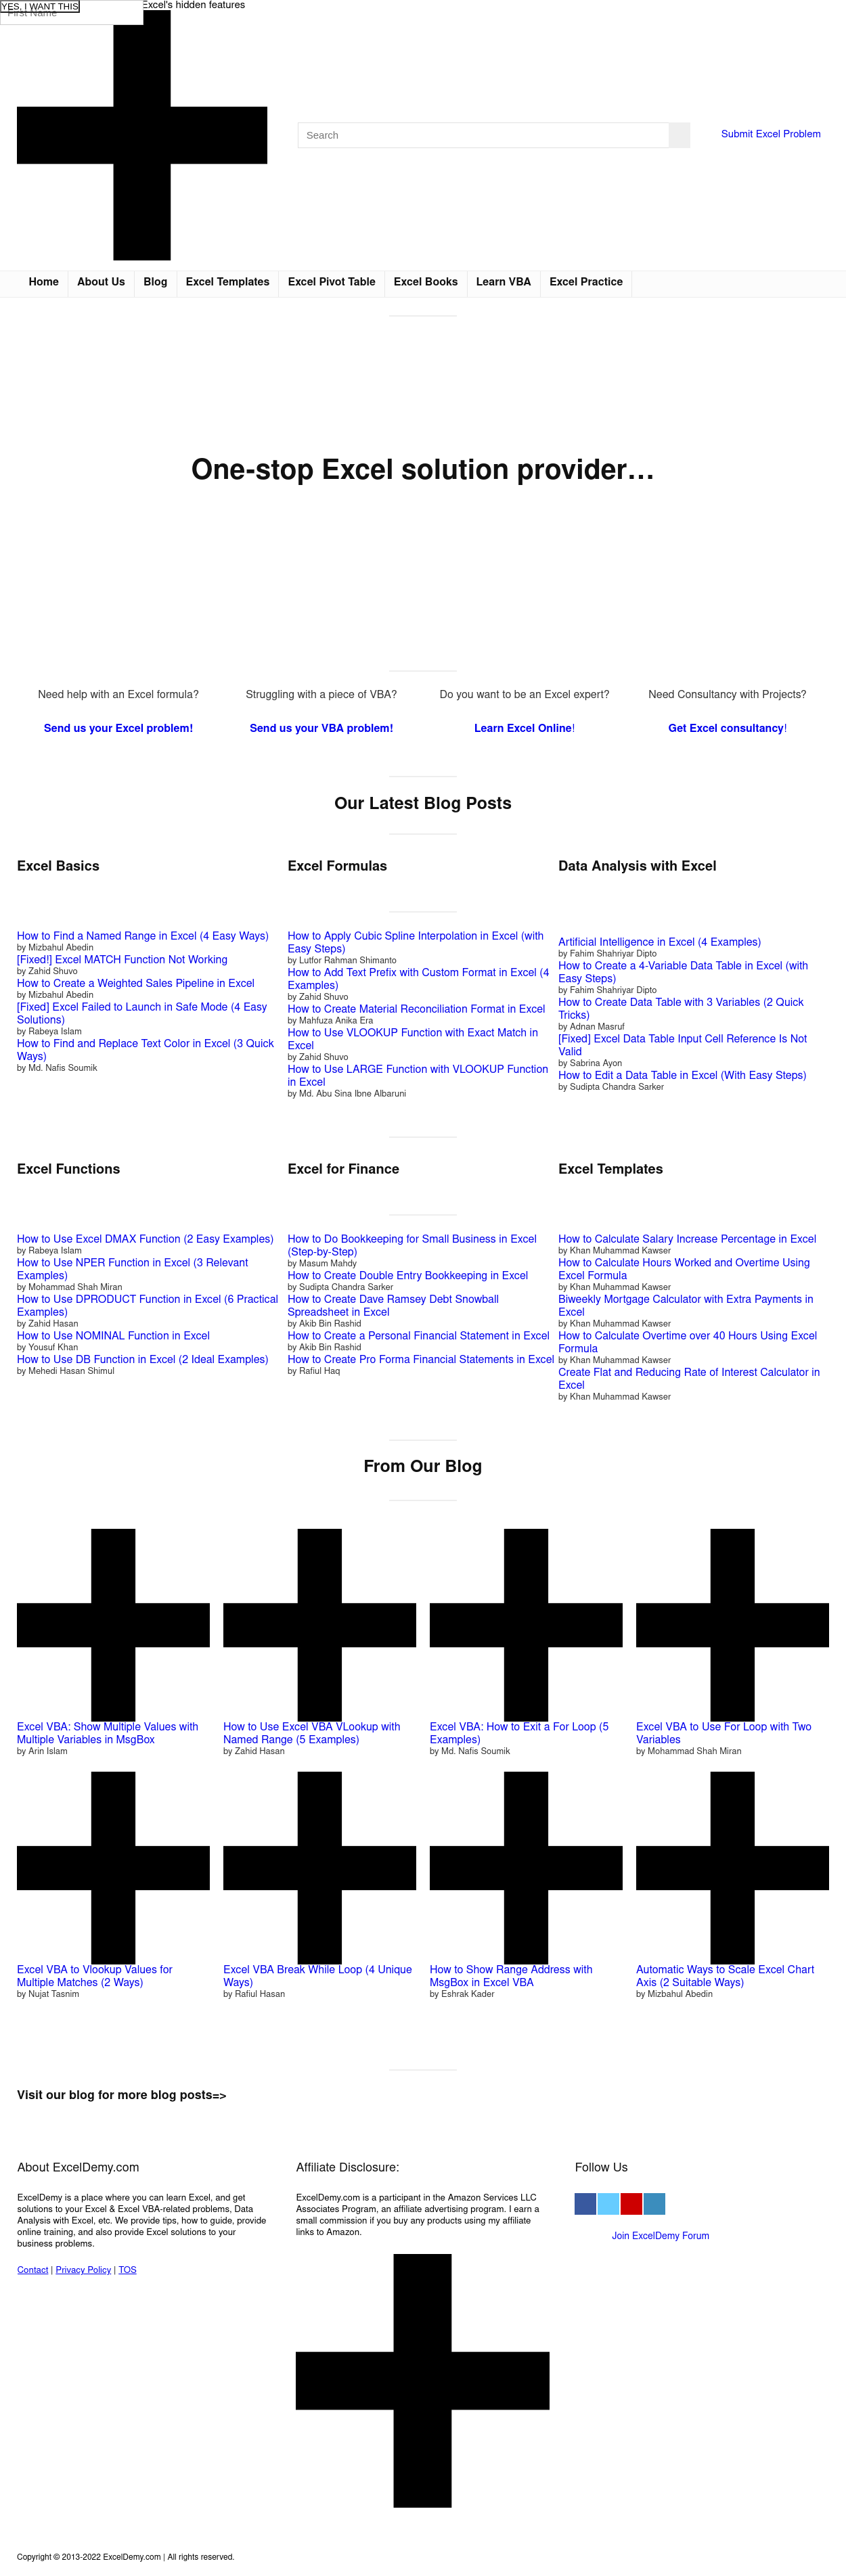 YES, I WANT THIS
Excel's hidden features
First Name
Search
Submit Excel Problem
Home
About Us
Blog
Excel Templates
Excel Pivot Table
Excel Books
Learn VBA
Excel Practice
One-stop Excel solution provider…
Need help with an Excel formula?
Send us your Excel problem!
Struggling with a piece of VBA?
Send us your VBA problem!
Do you want to be an Excel expert?
Learn Excel Online!
Need Consultancy with Projects?
Get Excel consultancy!
Our Latest Blog Posts
Excel Basics
How to Find a Named Range in Excel (4 Easy Ways)
by Mizbahul Abedin
[Fixed!] Excel MATCH Function Not Working
by Zahid Shuvo
How to Create a Weighted Sales Pipeline in Excel
by Mizbahul Abedin
[Fixed] Excel Failed to Launch in Safe Mode (4 Easy
Solutions)
by Rabeya Islam
How to Find and Replace Text Color in Excel (3 Quick
Ways)
by Md. Nafis Soumik
Excel Formulas
How to Apply Cubic Spline Interpolation in Excel (with
Easy Steps)
by Lutfor Rahman Shimanto
How to Add Text Prefix with Custom Format in Excel (4
Examples)
by Zahid Shuvo
How to Create Material Reconciliation Format in Excel
by Mahfuza Anika Era
How to Use VLOOKUP Function with Exact Match in
Excel
by Zahid Shuvo
How to Use LARGE Function with VLOOKUP Function
in Excel
by Md. Abu Sina Ibne Albaruni
Data Analysis with Excel
Artificial Intelligence in Excel (4 Examples)
by Fahim Shahriyar Dipto
How to Create a 4-Variable Data Table in Excel (with
Easy Steps)
by Fahim Shahriyar Dipto
How to Create Data Table with 3 Variables (2 Quick
Tricks)
by Adnan Masruf
[Fixed] Excel Data Table Input Cell Reference Is Not
Valid
by Sabrina Ayon
How to Edit a Data Table in Excel (With Easy Steps)
by Sudipta Chandra Sarker
Excel Functions
How to Use Excel DMAX Function (2 Easy Examples)
by Rabeya Islam
How to Use NPER Function in Excel (3 Relevant
Examples)
by Mohammad Shah Miran
How to Use DPRODUCT Function in Excel (6 Practical
Examples)
by Zahid Hasan
How to Use NOMINAL Function in Excel
by Yousuf Khan
How to Use DB Function in Excel (2 Ideal Examples)
by Mehedi Hasan Shimul
Excel for Finance
How to Do Bookkeeping for Small Business in Excel
(Step-by-Step)
by Masum Mahdy
How to Create Double Entry Bookkeeping in Excel
by Sudipta Chandra Sarker
How to Create Dave Ramsey Debt Snowball
Spreadsheet in Excel
by Akib Bin Rashid
How to Create a Personal Financial Statement in Excel
by Akib Bin Rashid
How to Create Pro Forma Financial Statements in Excel
by Rafiul Haq
Excel Templates
How to Calculate Salary Increase Percentage in Excel
by Khan Muhammad Kawser
How to Calculate Hours Worked and Overtime Using
Excel Formula
by Khan Muhammad Kawser
Biweekly Mortgage Calculator with Extra Payments in
Excel
by Khan Muhammad Kawser
How to Calculate Overtime over 40 Hours Using Excel
Formula
by Khan Muhammad Kawser
Create Flat and Reducing Rate of Interest Calculator in
Excel
by Khan Muhammad Kawser
From Our Blog
Excel VBA: Show Multiple Values with
Multiple Variables in MsgBox
by Arin Islam
How to Use Excel VBA VLookup with
Named Range (5 Examples)
by Zahid Hasan
Excel VBA: How to Exit a For Loop (5
Examples)
by Md. Nafis Soumik
Excel VBA to Use For Loop with Two
Variables
by Mohammad Shah Miran
Excel VBA to Vlookup Values for
Multiple Matches (2 Ways)
by Nujat Tasnim
Excel VBA Break While Loop (4 Unique
Ways)
by Rafiul Hasan
How to Show Range Address with
MsgBox in Excel VBA
by Eshrak Kader
Automatic Ways to Scale Excel Chart
Axis (2 Suitable Ways)
by Mizbahul Abedin
Visit our blog for more blog posts=>
About ExcelDemy.com
ExcelDemy is a place where you can learn Excel, and get
solutions to your Excel & Excel VBA-related problems, Data
Analysis with Excel, etc. We provide tips, how to guide, provide
online training, and also provide Excel solutions to your
business problems.
Contact | Privacy Policy | TOS
Affiliate Disclosure:
ExcelDemy.com is a participant in the Amazon Services LLC
Associates Program, an affiliate advertising program. I earn a
small commission if you buy any products using my affiliate
links to Amazon.
Follow Us
Join ExcelDemy Forum
Copyright © 2013-2022 ExcelDemy.com | All rights reserved.